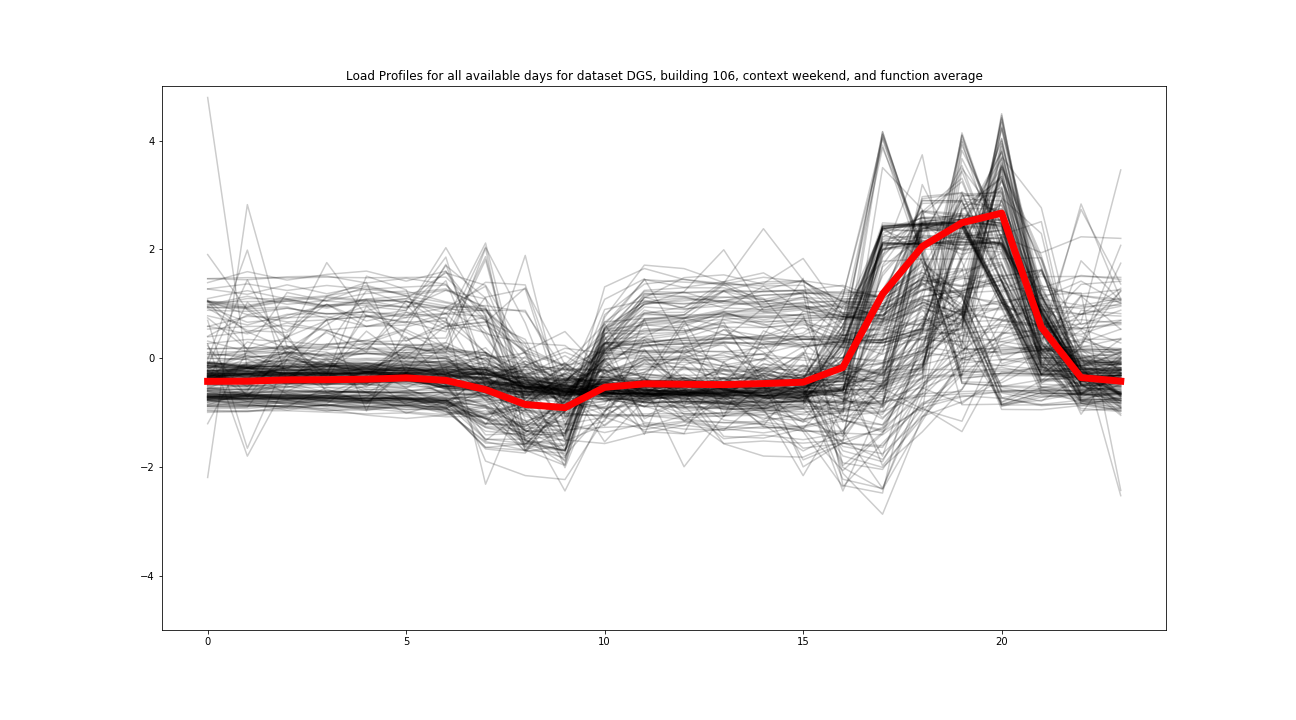 Load Profiles for all available days for dataset DGS, building 106, context weekend, and function average
4
2
0
−2
−4
0 5 10 15 20